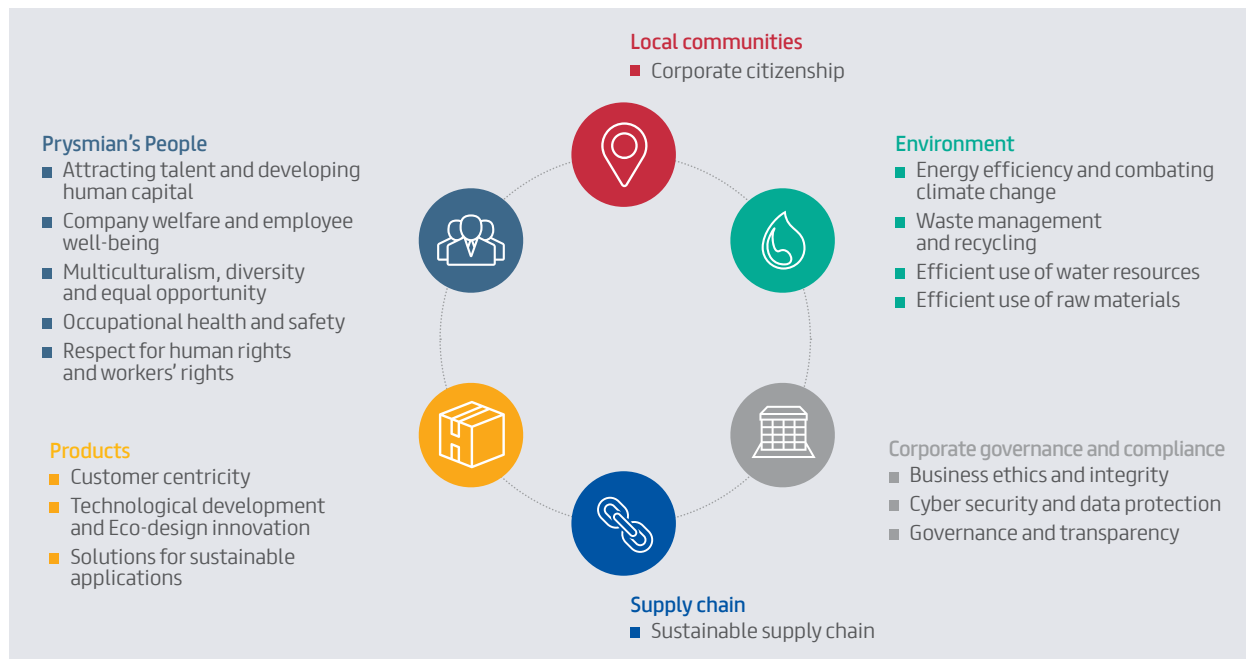 Local communities
■ Corporate citizenship
Prysmian's People
■ Attracting talent and developing
human capital
■ Company welfare and employee
well-being
■ Multiculturalism, diversity
and equal opportunity
■ Occupational health and safety
■ Respect for human rights
and workers' rights
Environment
■ Energy efficiency and combating
climate change
■ Waste management
and recycling
■ Efficient use of water resources
■ Efficient use of raw materials
Products
■ Customer centricity
■ Technological development
and Eco-design innovation
■ Solutions for sustainable
applications
Corporate governance and compliance
■ Business ethics and integrity
■ Cyber security and data protection
■ Governance and transparency
Supply chain
■ Sustainable supply chain